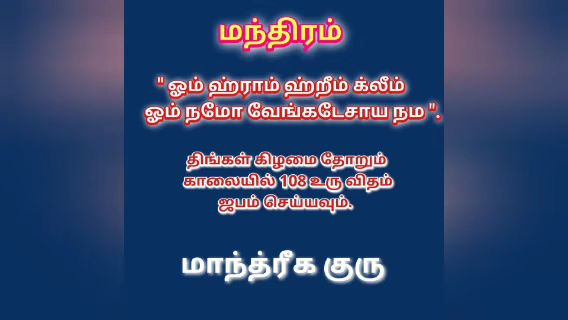 மந்திரம்
" ஓம் ஹ்ராம் ஹ்றீம் க்லீம்
ஓம் நமோ வேங்கடேசாய நம ".
திங்கள் கிழமை தோறும்
காலையில் 108 உரு விதம்
ஜபம் செய்யவும்.
மாந்த்ரீக குரு